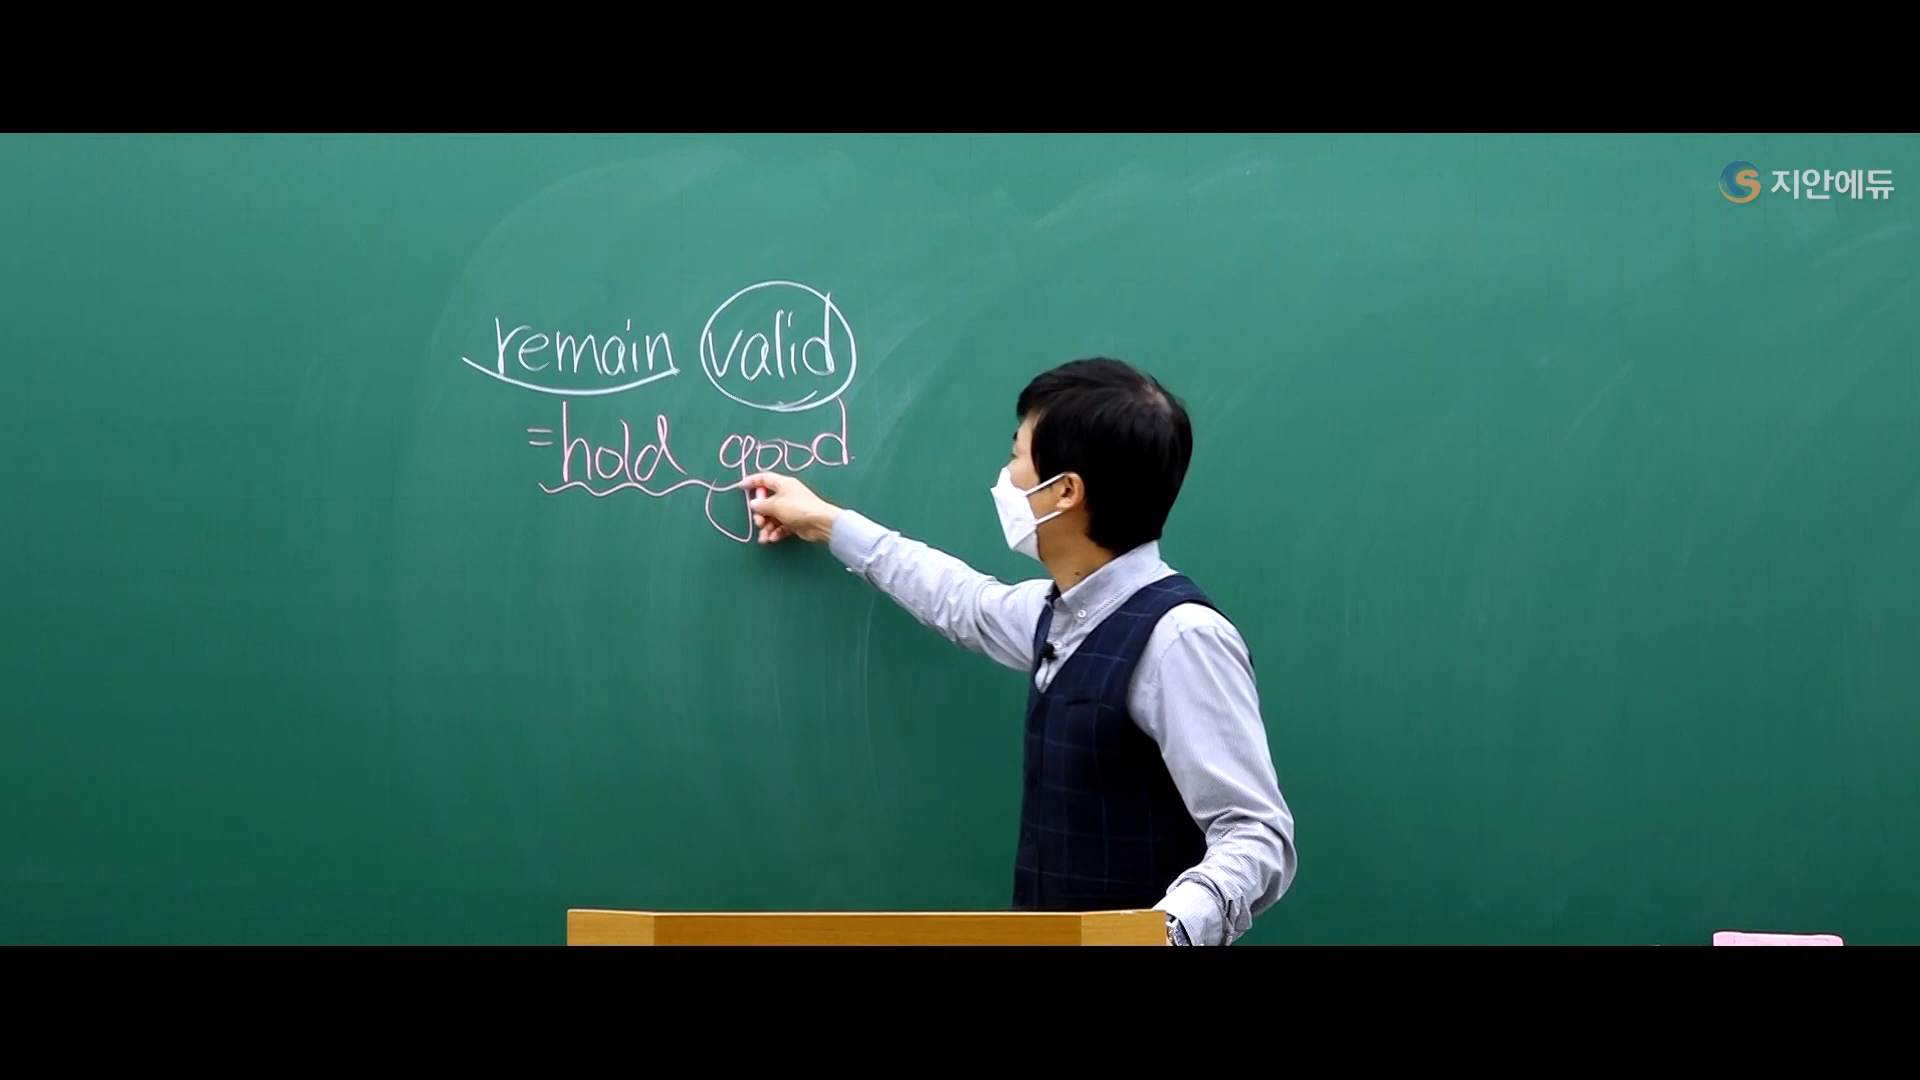 지안에듀
remain valid
=hold good.